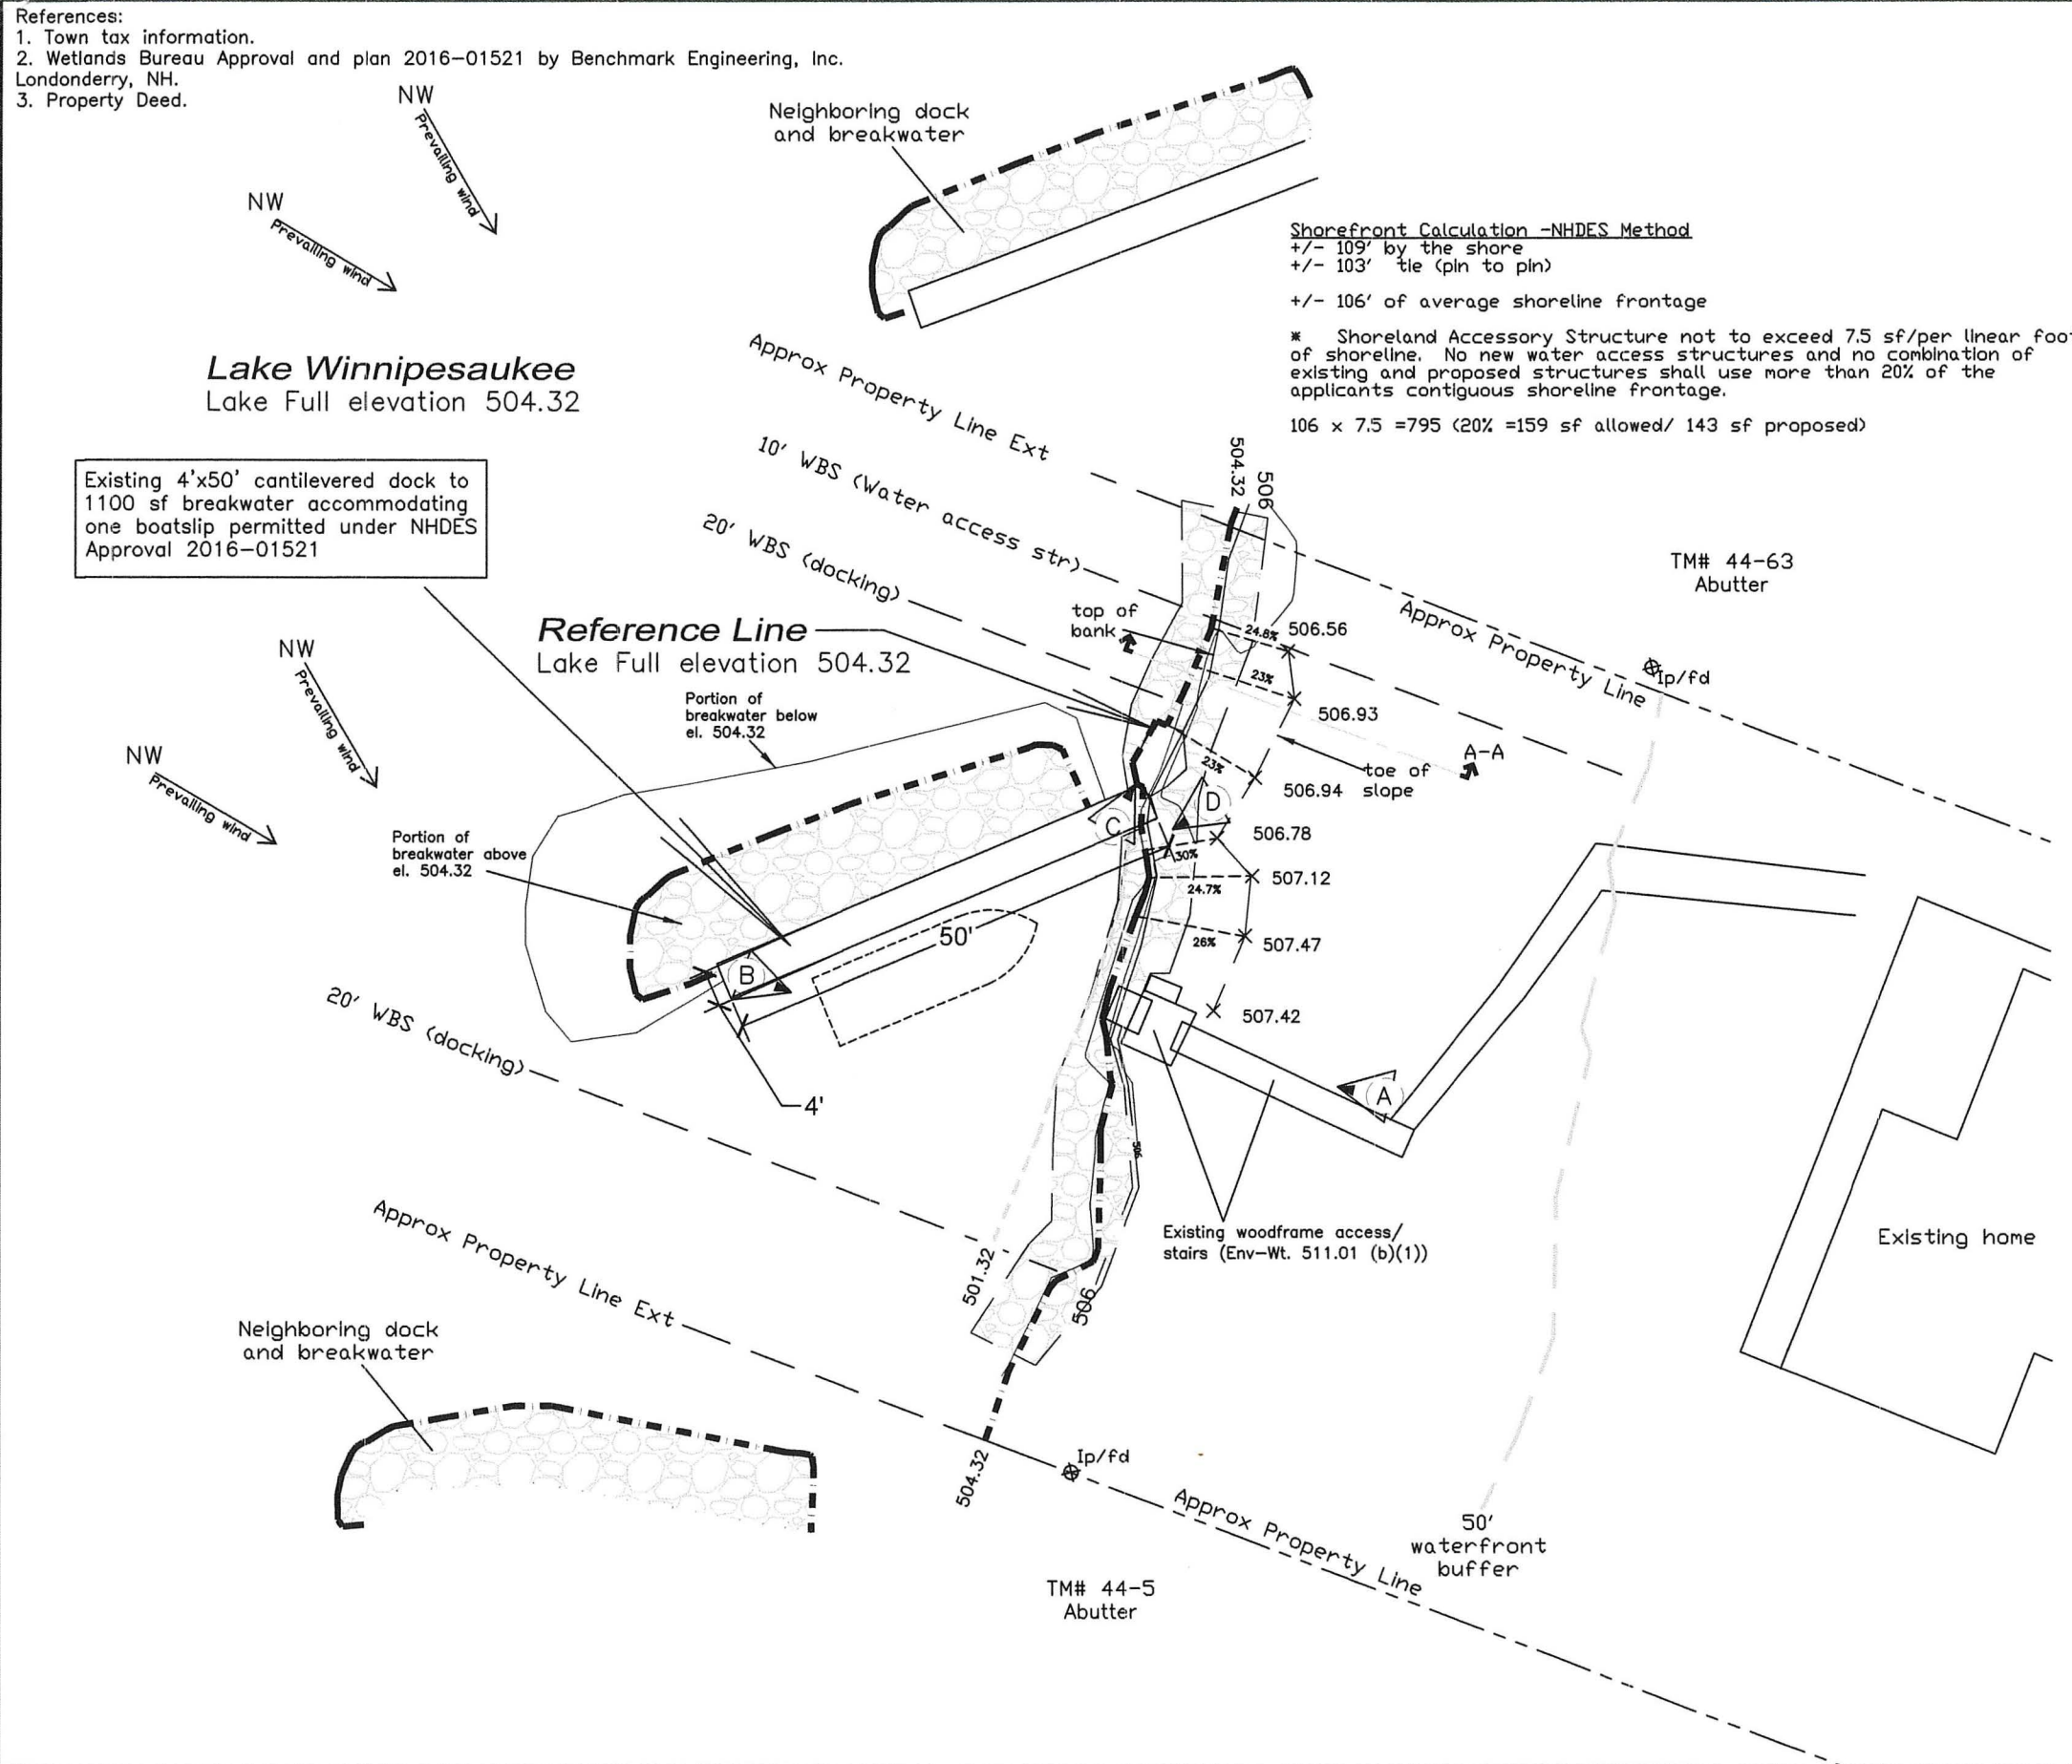 References:
1. Town tax information.
2. Wetlands Bureau Approval and plan 2016-01521 by Benchmark Engineering, Inc.
Londonderry, NH.
3. Property Deed.
NW
Prevailing wind
NW
Prevailing wind
Neighboring dock
and breakwater
Shorefront Calculation -NHDES Method
+/- 109' by the shore
+/- 103' tie (pin to pin)
+/- 106' of average shoreline frontage
* Shoreland Accessory Structure not to exceed 7.5 sf/per linear foot
of shoreline. No new water access structures and no combination of
existing and proposed structures shall use more than 20% of the
applicants contiguous shoreline frontage.
106 x 7.5 =795 (20% =159 sf allowed/ 143 sf proposed)
Lake Winnipesaukee
Lake Full elevation 504.32
Approx Property Line Ext
10' WBS (Water access str)
20' WBS (docking)
504.32
506
Existing 4'x50' cantilevered dock to
1100 sf breakwater accommodating
one boatslip permitted under NHDES
Approval 2016-01521
TM# 44-63
Abutter
Approx Property Line
Ip/fd
top of
bank
Reference Line
Lake Full elevation 504.32
24.8%
506.56
23%
506.93
NW
Prevailing wind
NW
Prevailing wind
Portion of
breakwater below
el. 504.32
A-A
toe of
slope
23%
506.94
D
C
506.78
30%
507.12
24.7%
Portion of
breakwater above
el. 504.32
50'
26%
507.47
B
507.42
20' WBS (docking)
4'
A
506
Existing woodframe access/
stairs (Env-Wt. 511.01 (b)(1))
Existing home
Approx Property Line Ext
501.32
506
Neighboring dock
and breakwater
504.32
Ip/fd
Approx Property Line
50'
waterfront
buffer
TM# 44-5
Abutter